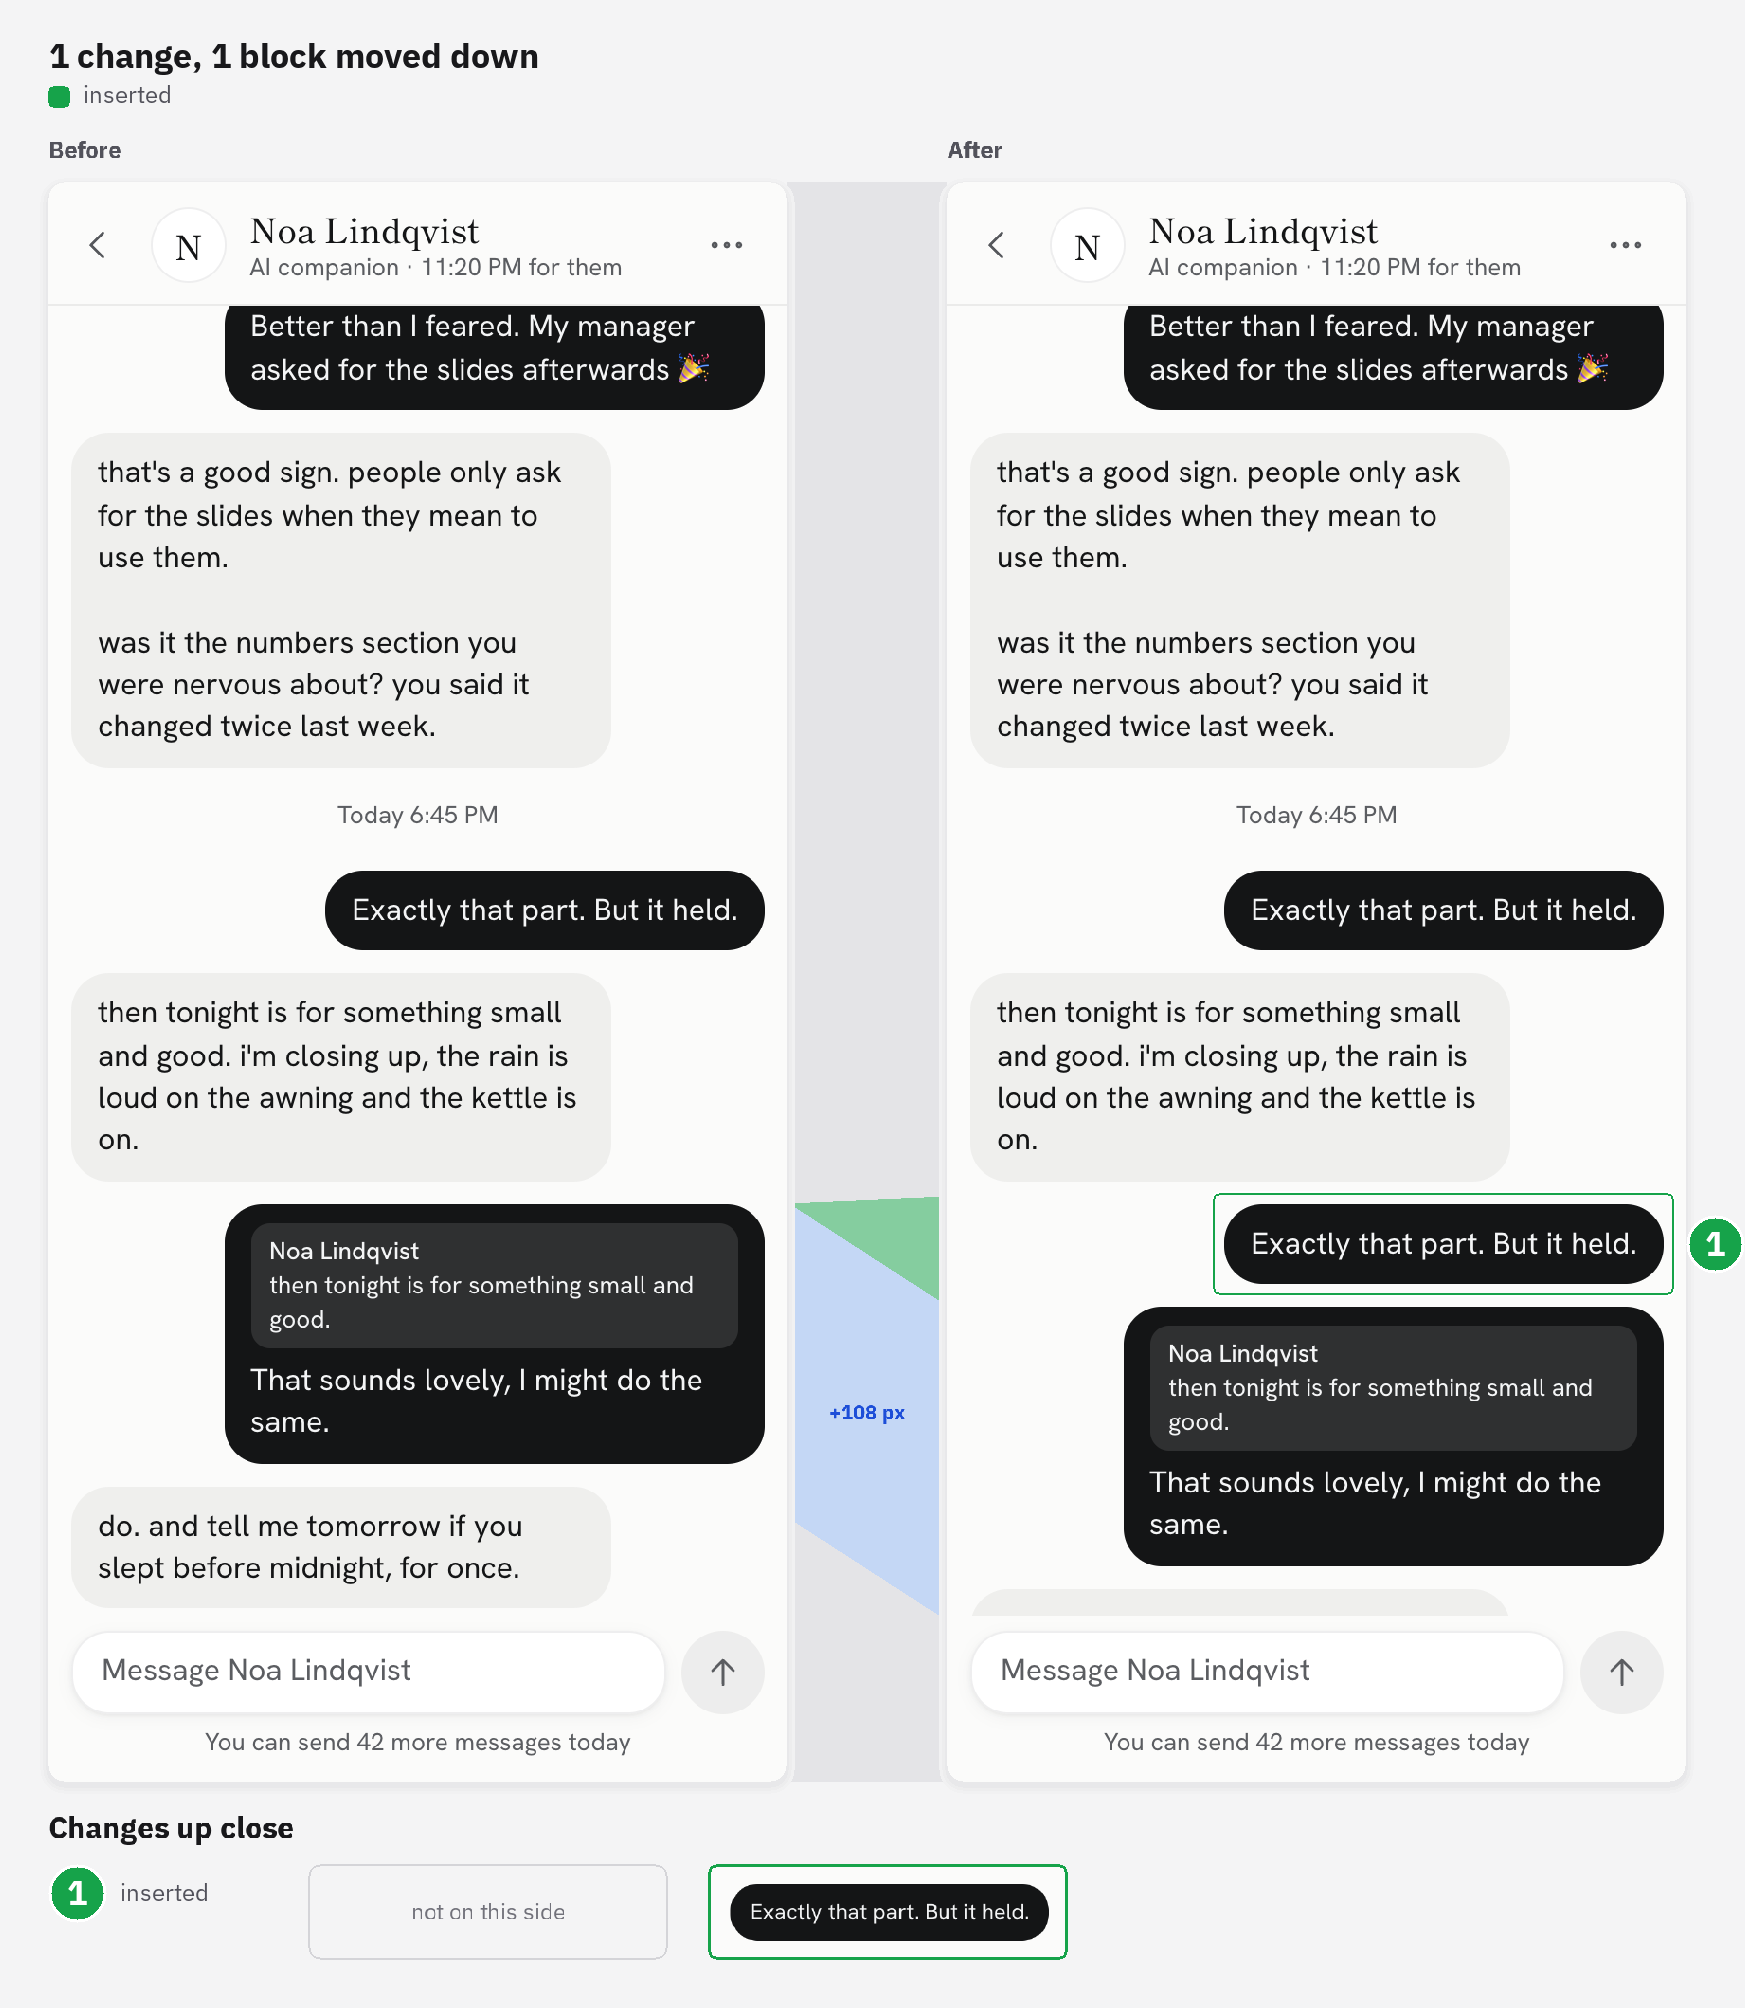 1 change, 1 block moved down
inserted
Before
After
N
Noa Lindqvist
AI companion · 11:20 PM for them
Better than I feared. My manager
asked for the slides afterwards 🎉
that's a good sign. people only ask
for the slides when they mean to
use them.
was it the numbers section you
were nervous about? you said it
changed twice last week.
Today 6:45 PM
Exactly that part. But it held.
then tonight is for something small
and good. i'm closing up, the rain is
loud on the awning and the kettle is
on.
Noa Lindqvist
then tonight is for something small and
good.
That sounds lovely, I might do the
same.
do. and tell me tomorrow if you
slept before midnight, for once.
Message Noa Lindqvist
You can send 42 more messages today
+108 px
N
Noa Lindqvist
AI companion · 11:20 PM for them
Better than I feared. My manager
asked for the slides afterwards 🎉
that's a good sign. people only ask
for the slides when they mean to
use them.
was it the numbers section you
were nervous about? you said it
changed twice last week.
Today 6:45 PM
Exactly that part. But it held.
then tonight is for something small
and good. i'm closing up, the rain is
loud on the awning and the kettle is
on.
Exactly that part. But it held.
1
Noa Lindqvist
then tonight is for something small and
good.
That sounds lovely, I might do the
same.
Message Noa Lindqvist
You can send 42 more messages today
Changes up close
1
inserted
not on this side
Exactly that part. But it held.